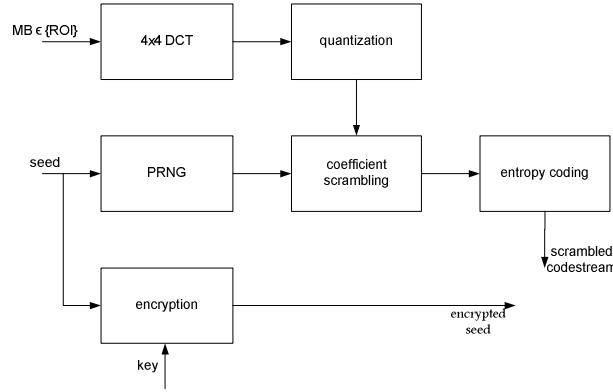 MB ϵ {ROI}
4x4 DCT
quantization
seed
PRNG
coefficient
scrambling
entropy coding
scrambled
codestream
encryption
encrypted
seed
key